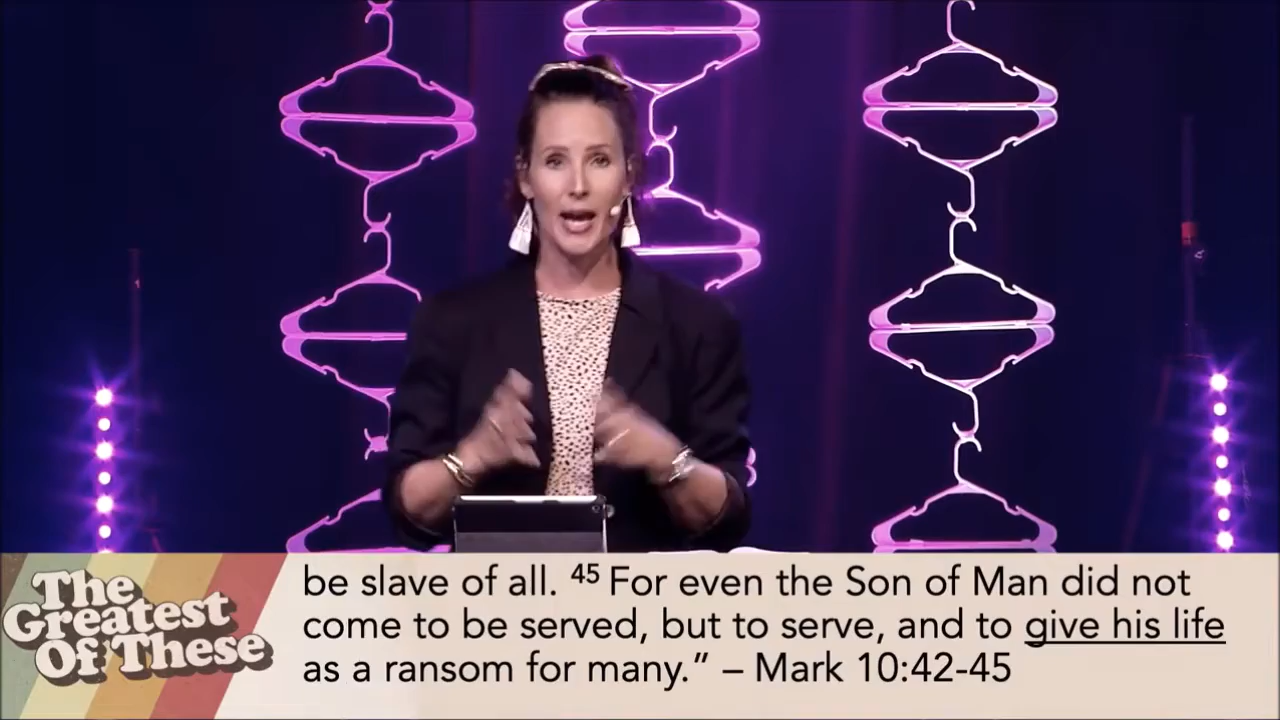 The
Greatest
Of These
be slave of all. 45 For even the Son of Man did not
come to be served, but to serve, and to give his life
as a ransom for many.” – Mark 10:42-45